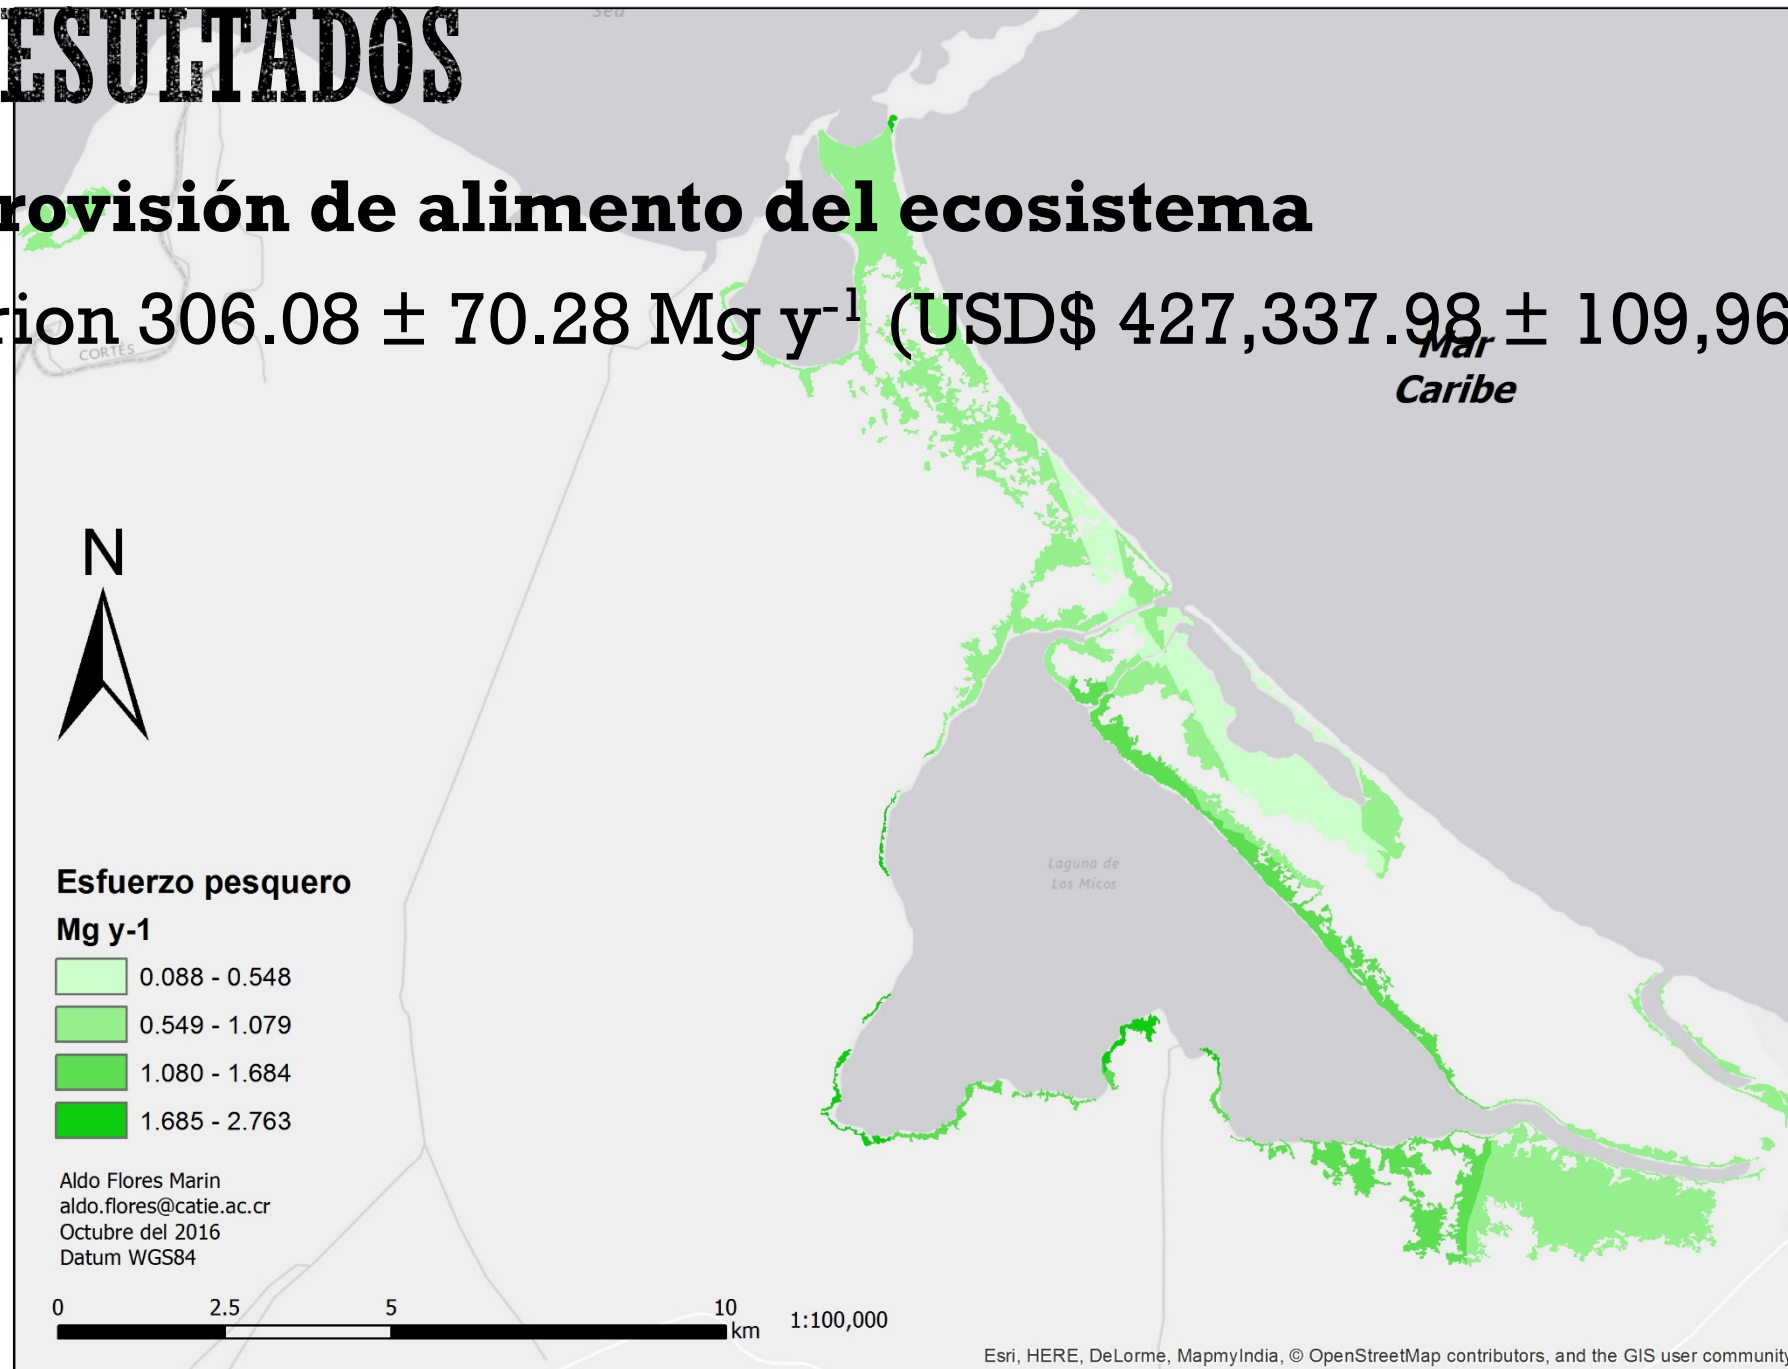 ESULTADOS
Sea
rovisión de alimento del ecosistema
rion 306.08 ± 70.28 Mg y-1 (USD$ 427,337.98 ± 109,96
CORTÉS
Mar
Caribe
N
Laguna de
Los Micos
Esfuerzo pesquero
Mg y-1
0.088 - 0.548
0.549 - 1.079
1.080 - 1.684
1.685 - 2.763
Aldo Flores Marin
aldo.flores@catie.ac.cr
Octubre del 2016
Datum WGS84
0 2.5 5 10
km
1:100,000
Esri, HERE, DeLorme, MapmyIndia, © OpenStreetMap contributors, and the GIS user community